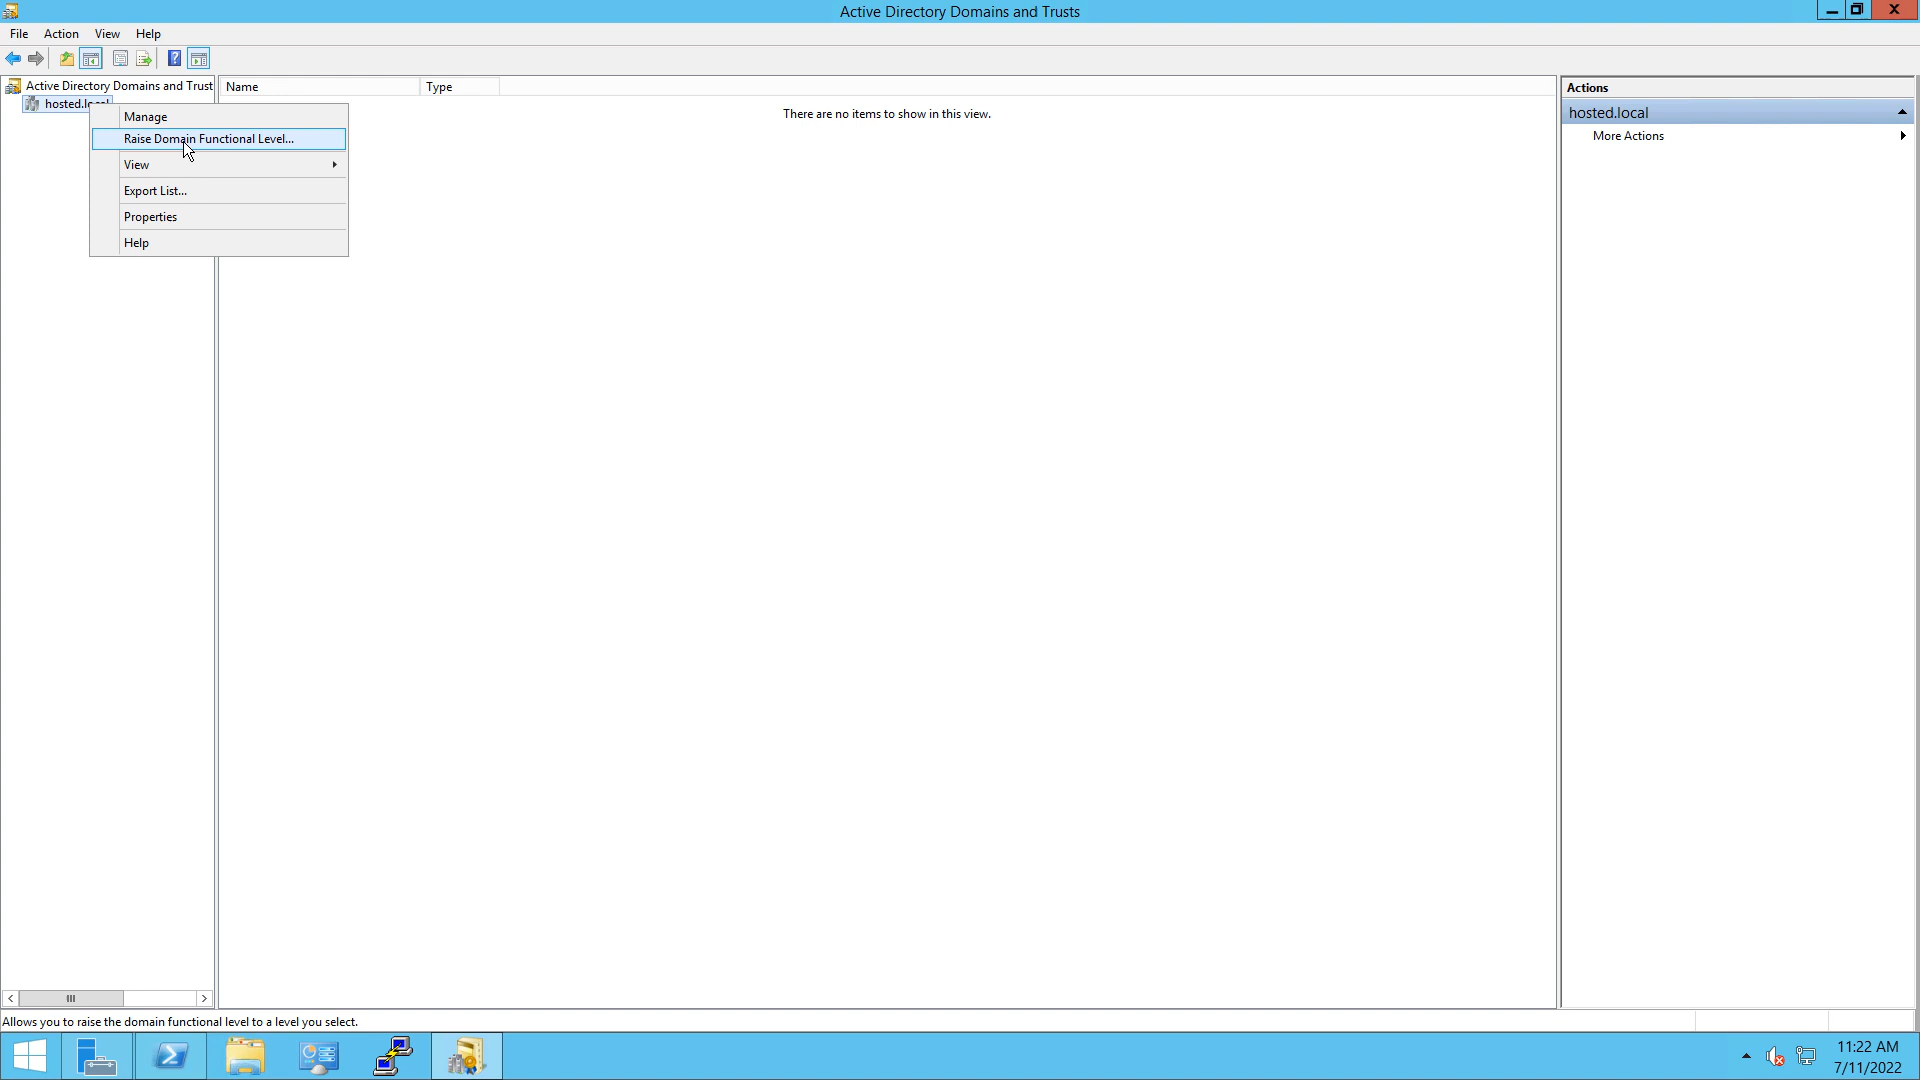 Active Directory Domains and Trusts
File Action View Help
Active Directory Domains and Trust
Name Type
Actions
hosted.local
There are no items to show in this view.
hosted.local
More Actions
Manage
Raise Domain Functional Level...
View
Export List...
Properties
Help
Allows you to raise the domain functional level to a level you select.
11:22 AM
7/11/2022